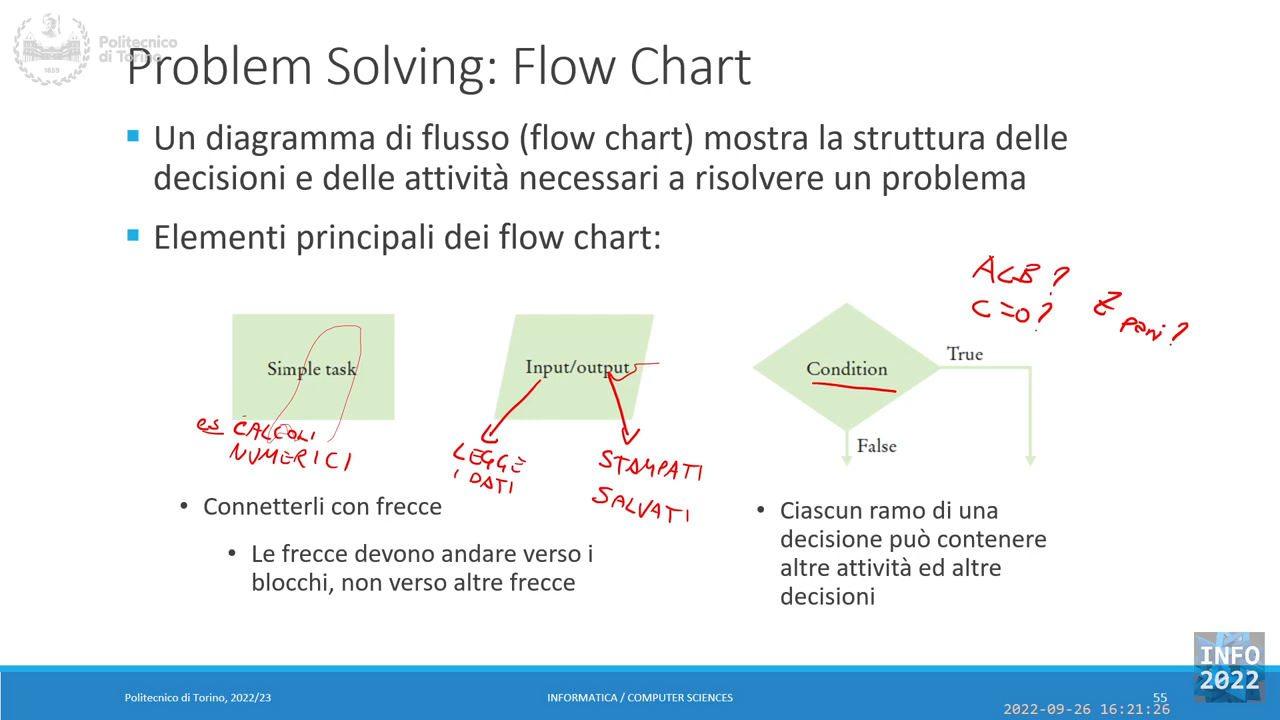 Politecnico
di Torino
1859
Problem Solving: Flow Chart
Un diagramma di flusso (flow chart) mostra la struttura delle
decisioni e delle attività necessari a risolvere un problema
Elementi principali dei flow chart:
A<B?
C=0?
Z pari?
Simple task
Input/output
Condition
True
False
es CALCOLI
NUMERICI
LEGGE
I DATI
STAMPATI
SALVATI
• Connetterli con frecce
• Le frecce devono andare verso i
blocchi, non verso altre frecce
• Ciascun ramo di una
decisione può contenere
altre attività ed altre
decisioni
INFO
2022
Politecnico di Torino, 2022/23
INFORMATICA / COMPUTER SCIENCES
55
2022-09-26 16:21:26